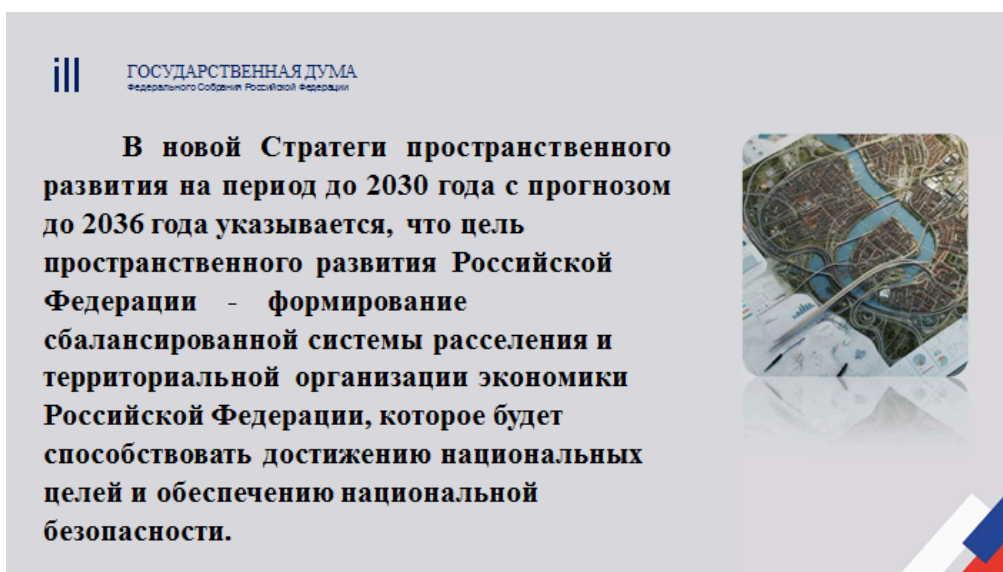 ГОСУДАРСТВЕННАЯ ДУМА
Федерального Собрания Российской Федерации
В новой Стратеги пространственного
развития на период до 2030 года с прогнозом
до 2036 года указывается, что цель
пространственного развития Российской
Федерации - формирование
сбалансированной системы расселения и
территориальной организации экономики
Российской Федерации, которое будет
способствовать достижению национальных
целей и обеспечению национальной
безопасности.